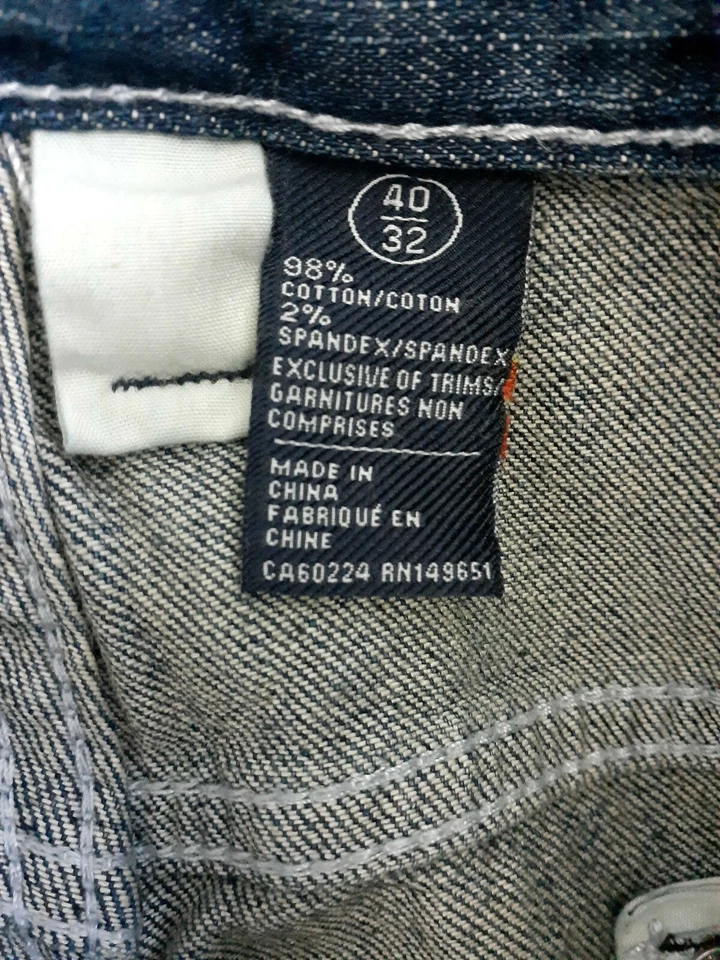 40
32
98%
COTTON/COTON
2%
SPANDEX/SPANDEX
EXCLUSIVE OF TRIMS/
GARNITURES NON
COMPRISES
MADE IN
CHINA
FABRIQUÉ EN
CHINE
CA60224 RN149651